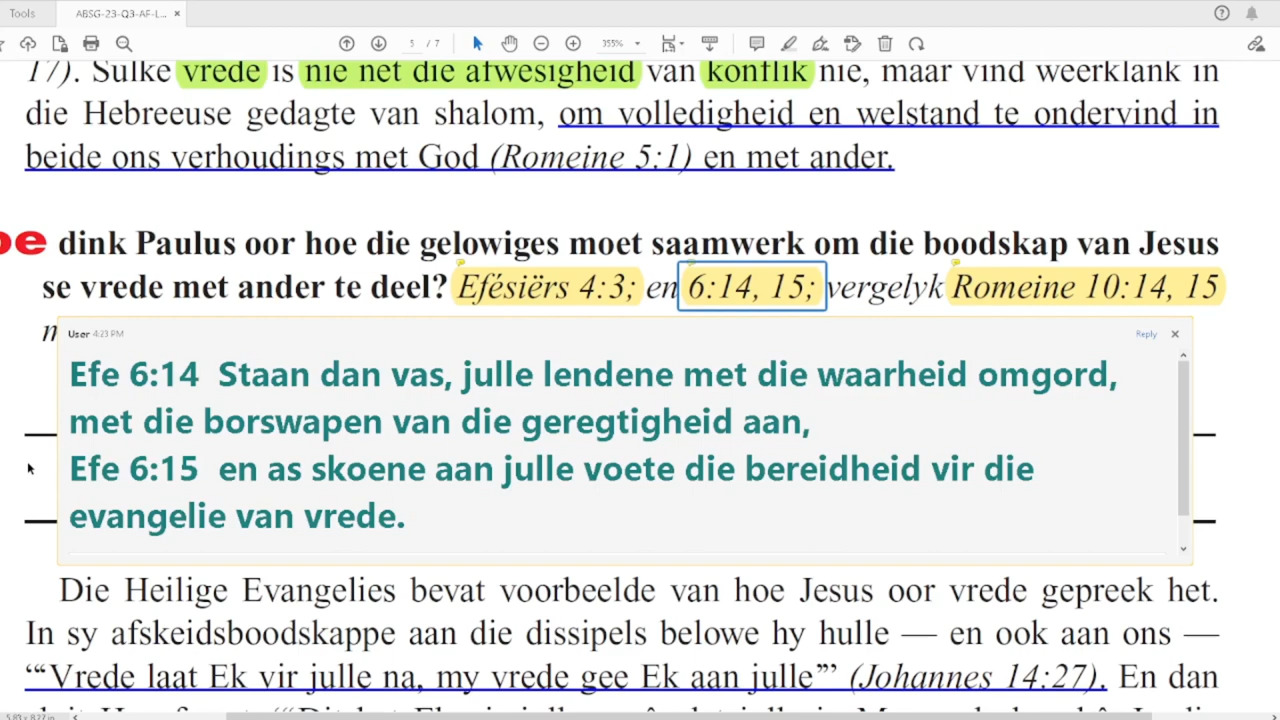 Tools ABSG-23-Q3-AF-L... ×
5 / 7 355%
17). Sulke vrede is nie net die afwesigheid van konflik nie, maar vind weerklank in
die Hebreeuse gedagte van shalom, om volledigheid en welstand te ondervind in
beide ons verhoudings met God (Romeine 5:1) en met ander.
oe dink Paulus oor hoe die gelowiges moet saamwerk om die boodskap van Jesus
se vrede met ander te deel? Efésiërs 4:3; en 6:14, 15; vergelyk Romeine 10:14, 15
User 4:23 PM Reply ×
Efe 6:14 Staan dan vas, julle lendene met die waarheid omgord,
met die borswapen van die geregtigheid aan,
Efe 6:15 en as skoene aan julle voete die bereidheid vir die
evangelie van vrede.
Die Heilige Evangelies bevat voorbeelde van hoe Jesus oor vrede gepreek het.
In sy afskeidsboodskappe aan die dissipels belowe hy hulle — en ook aan ons —
‘“Vrede laat Ek vir julle na, my vrede gee Ek aan julle”’ (Johannes 14:27). En dan
5.83 x 8.27 in